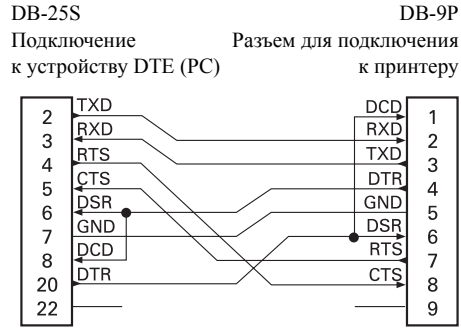 DB-25S DB-9P
Подключение Разъем для подключения
к устройству DTE (PC) к принтеру
2 TXD DCD 1
3 RXD RXD 2
4 RTS TXD 3
5 CTS DTR 4
6 DSR GND 5
7 GND DSR 6
8 DCD RTS 7
20 DTR CTS 8
22 9